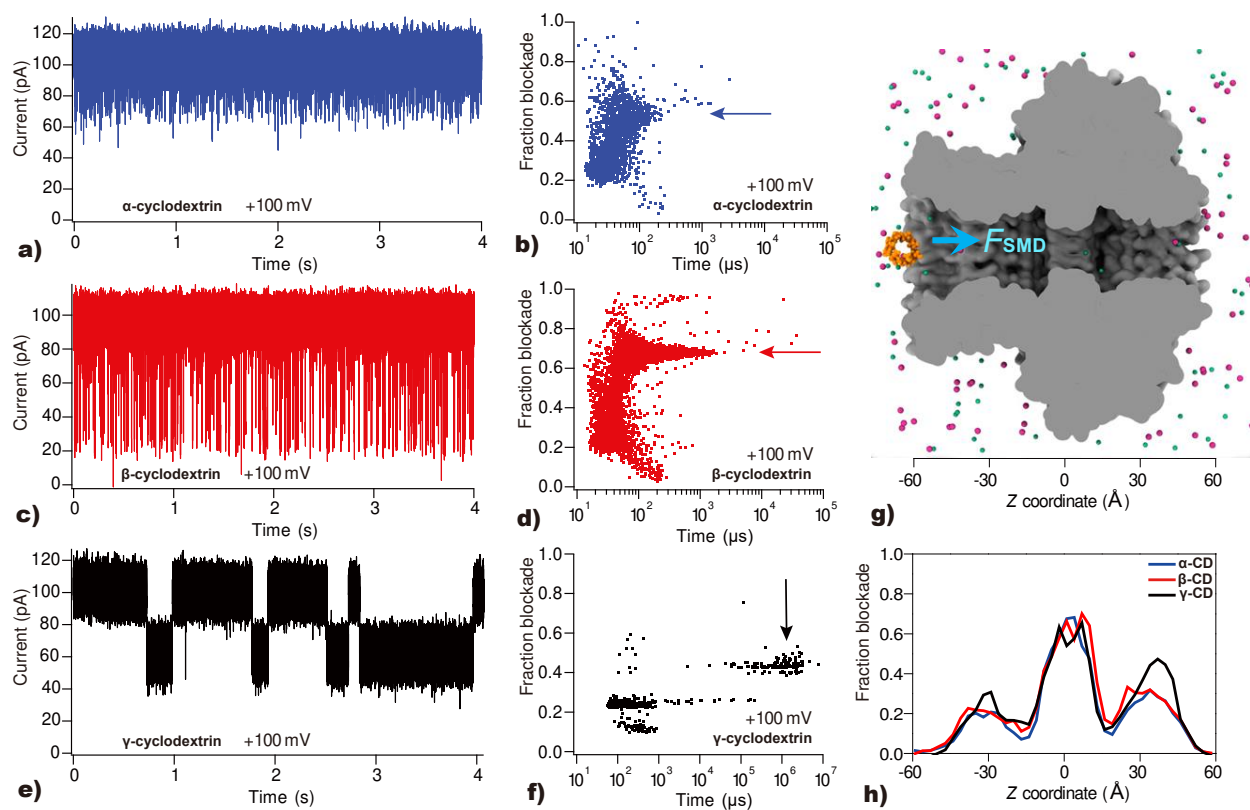 Current (pA)
120
100
80
60
40
20
0
α-cyclodextrin +100 mV
0 1 2 3 4
a) Time (s)
Fraction blockade
1.0
0.8
0.6
0.4
0.2
0.0
+100 mV
α-cyclodextrin
10¹ 10² 10³ 10⁴ 10⁵
b) Time (µs)
Current (pA)
100
80
60
40
20
0
β-cyclodextrin +100 mV
0 1 2 3 4
c) Time (s)
Fraction blockade
1.0
0.8
0.6
0.4
0.2
0.0
+100 mV
β-cyclodextrin
10¹ 10² 10³ 10⁴ 10⁵
d) Time (µs)
Current (pA)
120
100
80
60
40
20
0
γ-cyclodextrin +100 mV
0 1 2 3 4
e) Time (s)
Fraction blockade
1.0
0.8
0.6
0.4
0.2
0.0
+100 mV
γ-cyclodextrin
10¹ 10² 10³ 10⁴ 10⁵ 10⁶ 10⁷
f) Time (µs)
FSMD
-60 -30 0 30 60
g) Z coordinate (Å)
Fraction blockade
1.0
0.8
0.6
0.4
0.2
0.0
α-CD
β-CD
γ-CD
-60 -30 0 30 60
h) Z coordinate (Å)